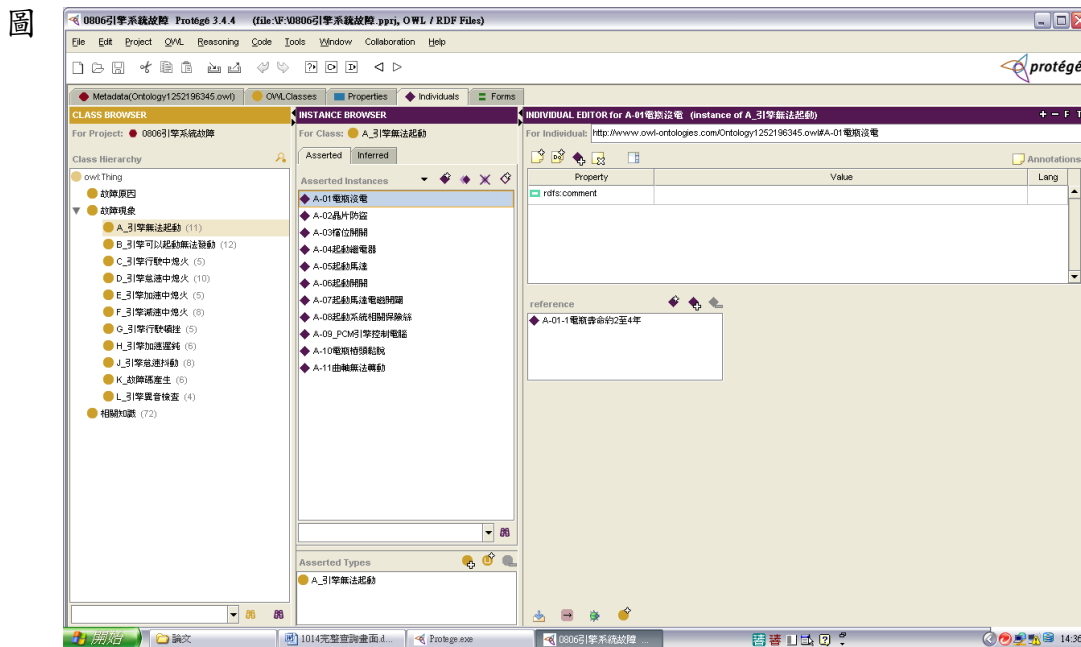 圖
0806引擎系統故障 Protégé 3.4.4 (file:\F:\0806引擎系統故障.pprj, OWL / RDF Files)
File Edit Project OWL Reasoning Code Tools Window Collaboration Help
protégé
Metadata(Ontology1252196345.owl) OWLClasses Properties Individuals Forms
CLASS BROWSER
For Project: 0806引擎系統故障
Class Hierarchy
owl:Thing
故障原因
故障現象
A_引擎無法起動 (11)
B_引擎可以起動無法發動 (12)
C_引擎行駛中熄火 (5)
D_引擎怠速中熄火 (10)
E_引擎加速中熄火 (5)
F_引擎減速中熄火 (8)
G_引擎行駛頓挫 (5)
H_引擎加速遲鈍 (6)
J_引擎怠速抖動 (8)
K_故障碼產生 (6)
L_引擎異音檢查 (4)
相關知識 (72)
INSTANCE BROWSER
For Class: A_引擎無法起動
Asserted Inferred
Asserted Instances
A-01電瓶沒電
A-02晶片防盜
A-03檔位開關
A-04起動繼電器
A-05起動馬達
A-06起動開關
A-07起動馬達電磁開關
A-08起動系統相關保險絲
A-09_PCM引擎控制電腦
A-10電瓶樁頭鬆脫
A-11曲軸無法轉動
Asserted Types
A_引擎無法起動
INDIVIDUAL EDITOR for A-01電瓶沒電 (instance of A_引擎無法起動)
+ − F T
For Individual: http://www.owl-ontologies.com/Ontology1252196345.owl#A-01電瓶沒電
Annotations
Property Value Lang
rdfs:comment
reference
A-01-1電瓶壽命約2至4年
開始 論文 1014完整查詢畫面.d... Protege.exe 0806引擎系統故障 ... 14:36